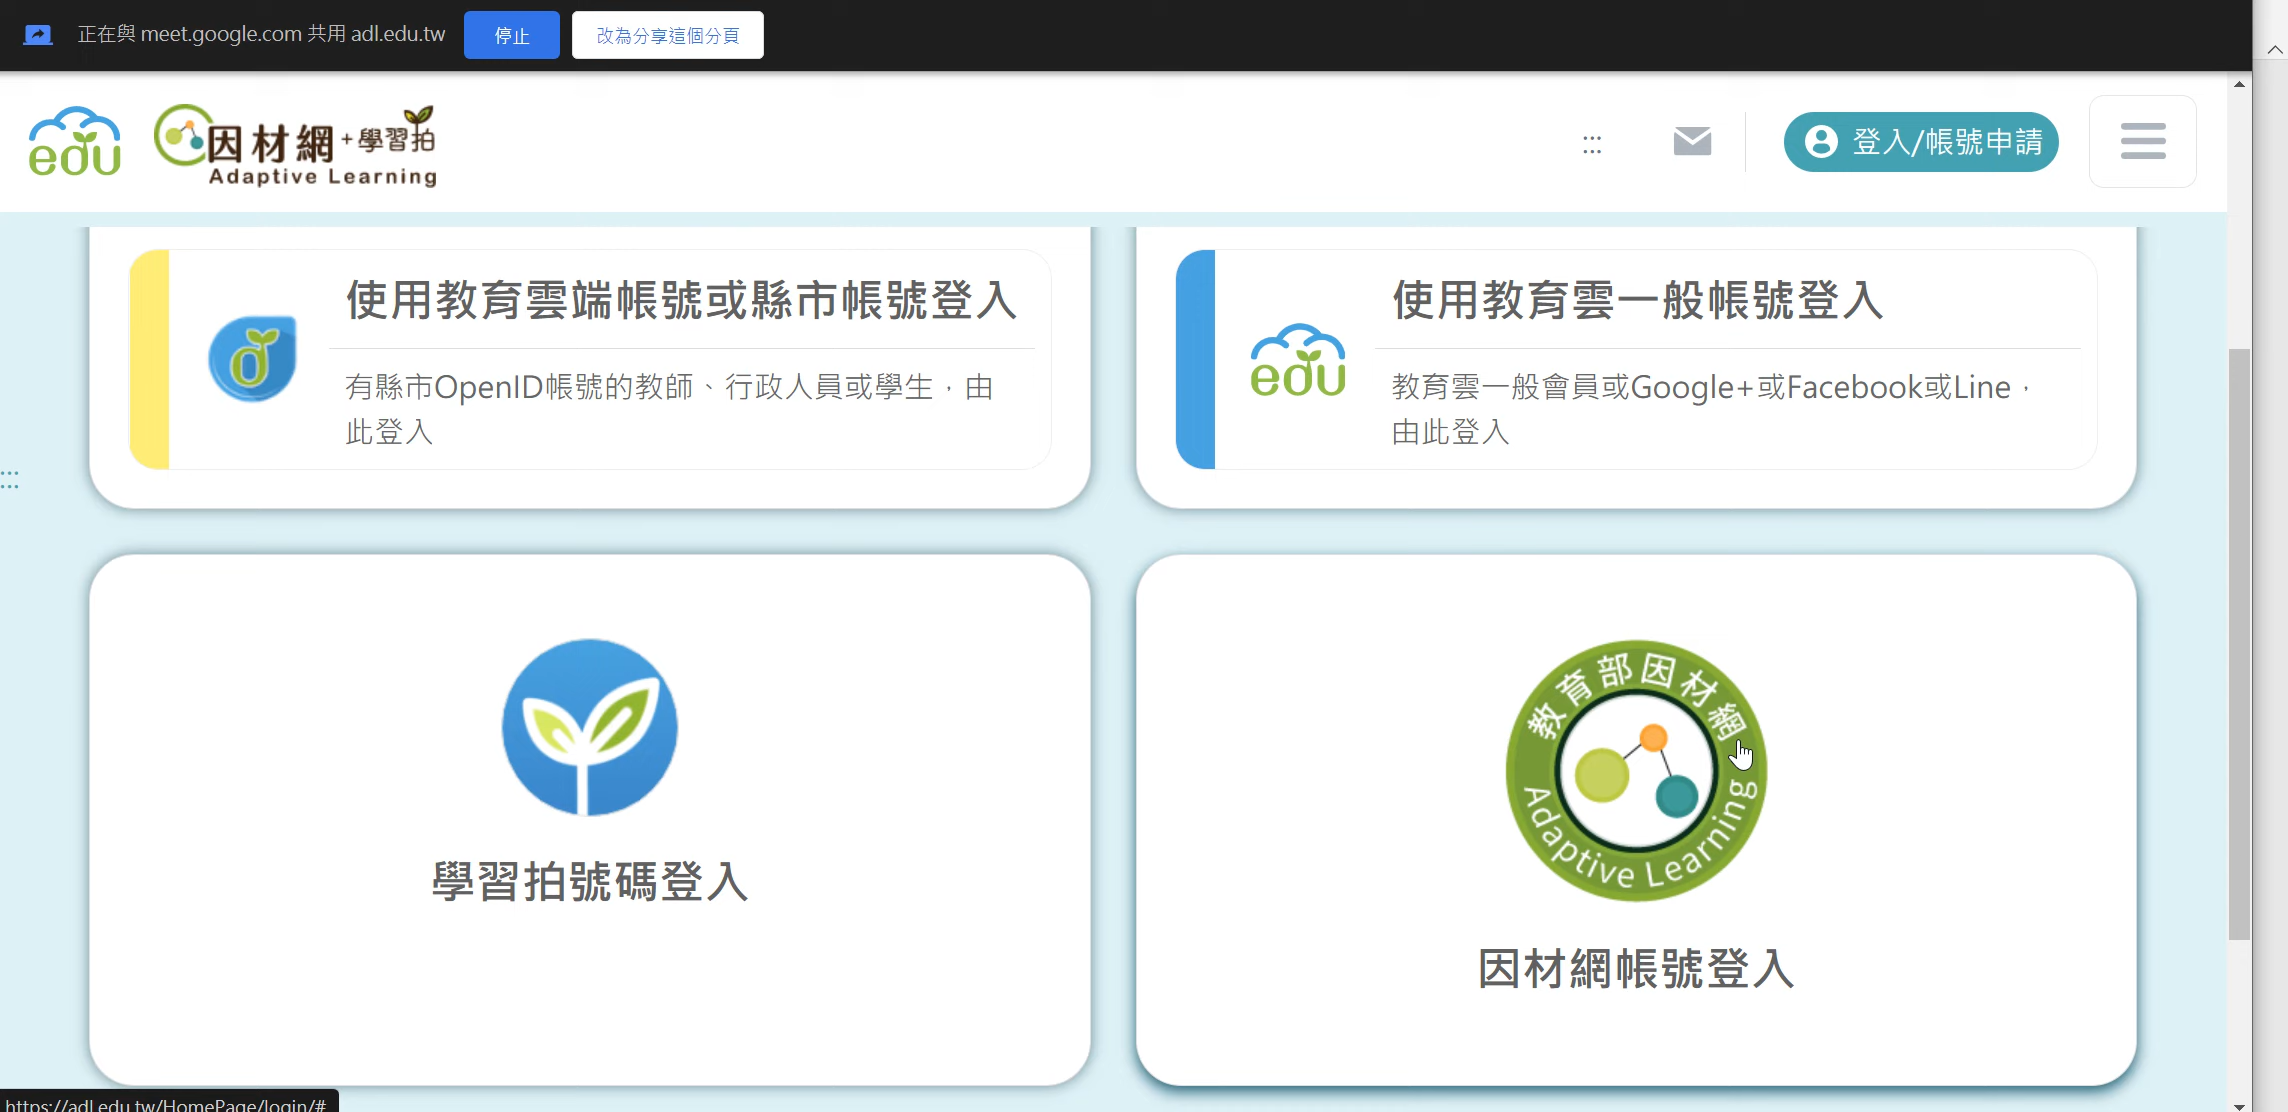 正在與 meet.google.com 共用 adl.edu.tw
停止
改為分享這個分頁
edu
因材網+學習拍
Adaptive Learning
登入/帳號申請
使用教育雲端帳號或縣市帳號登入
有縣市OpenID帳號的教師、行政人員或學生，由
此登入
使用教育雲一般帳號登入
edu
教育雲一般會員或Google+或Facebook或Line，
由此登入
學習拍號碼登入
教育部因材網
Adaptive Learning
因材網帳號登入
https://adl.edu.tw/HomePage/login/#